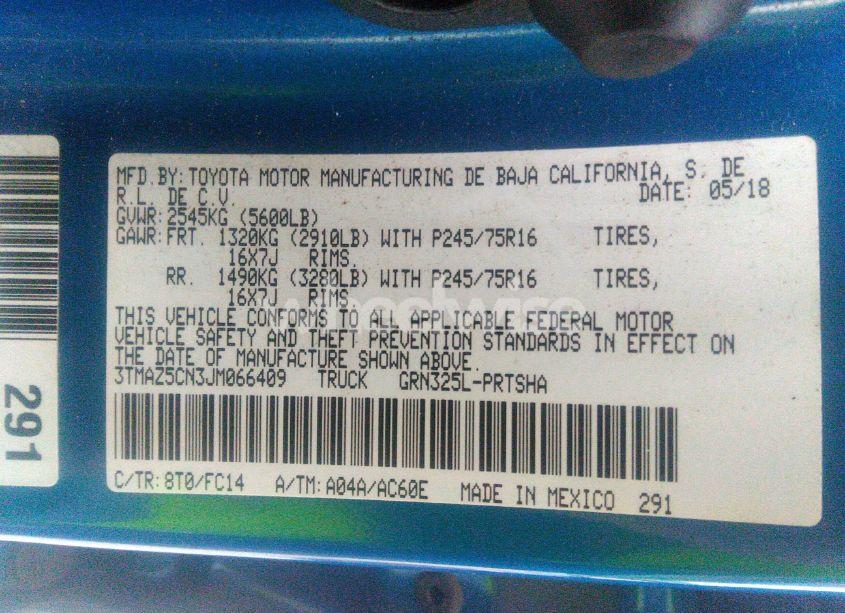 MFD.BY:TOYOTA MOTOR MANUFACTURING DE BAJA CALIFORNIA, S. DE
R.L. DE C.V. DATE: 05/18
GVWR:2545KG (5600LB)
GAWR:FRT. 1320KG (2910LB) WITH P245/75R16 TIRES,
16X7J RIMS.
RR. 1490KG (3280LB) WITH P245/75R16 TIRES,
16X7J RIMS.
THIS VEHICLE CONFORMS TO ALL APPLICABLE FEDERAL MOTOR
VEHICLE SAFETY AND THEFT PREVENTION STANDARDS IN EFFECT ON
THE DATE OF MANUFACTURE SHOWN ABOVE.
3TMAZ5CN3JM066409 TRUCK GRN325L-PRTSHA
C/TR:8T0/FC14 A/TM:A04A/AC60E MADE IN MEXICO 291
291